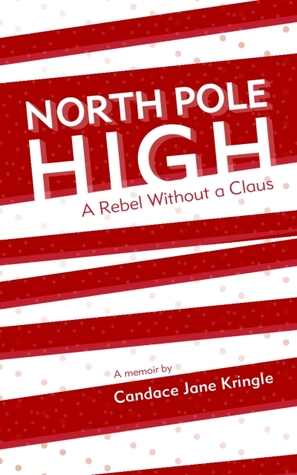 NORTH POLE
HIGH
A Rebel Without a Claus
A memoir by
Candace Jane Kringle